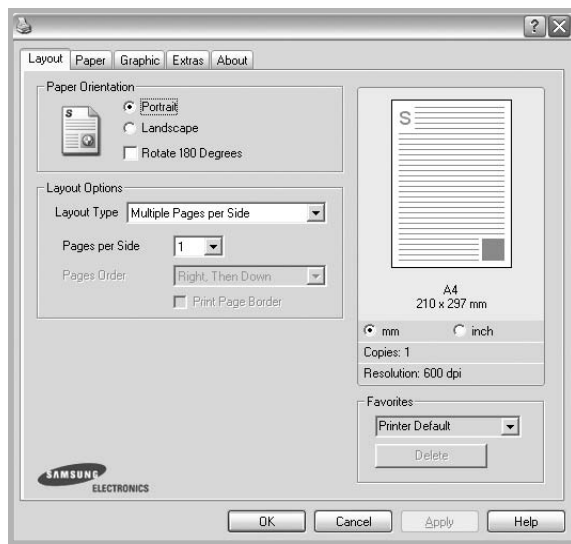 Layout Paper Graphic Extras About
Paper Orientation
S
Portrait
Landscape
Rotate 180 Degrees
Layout Options
Layout Type Multiple Pages per Side
Pages per Side 1
Pages Order Right, Then Down
Print Page Border
S
A4
210 x 297 mm
mm inch
Copies: 1
Resolution: 600 dpi
Favorites
Printer Default
Delete
SAMSUNG
ELECTRONICS
OK Cancel Apply Help